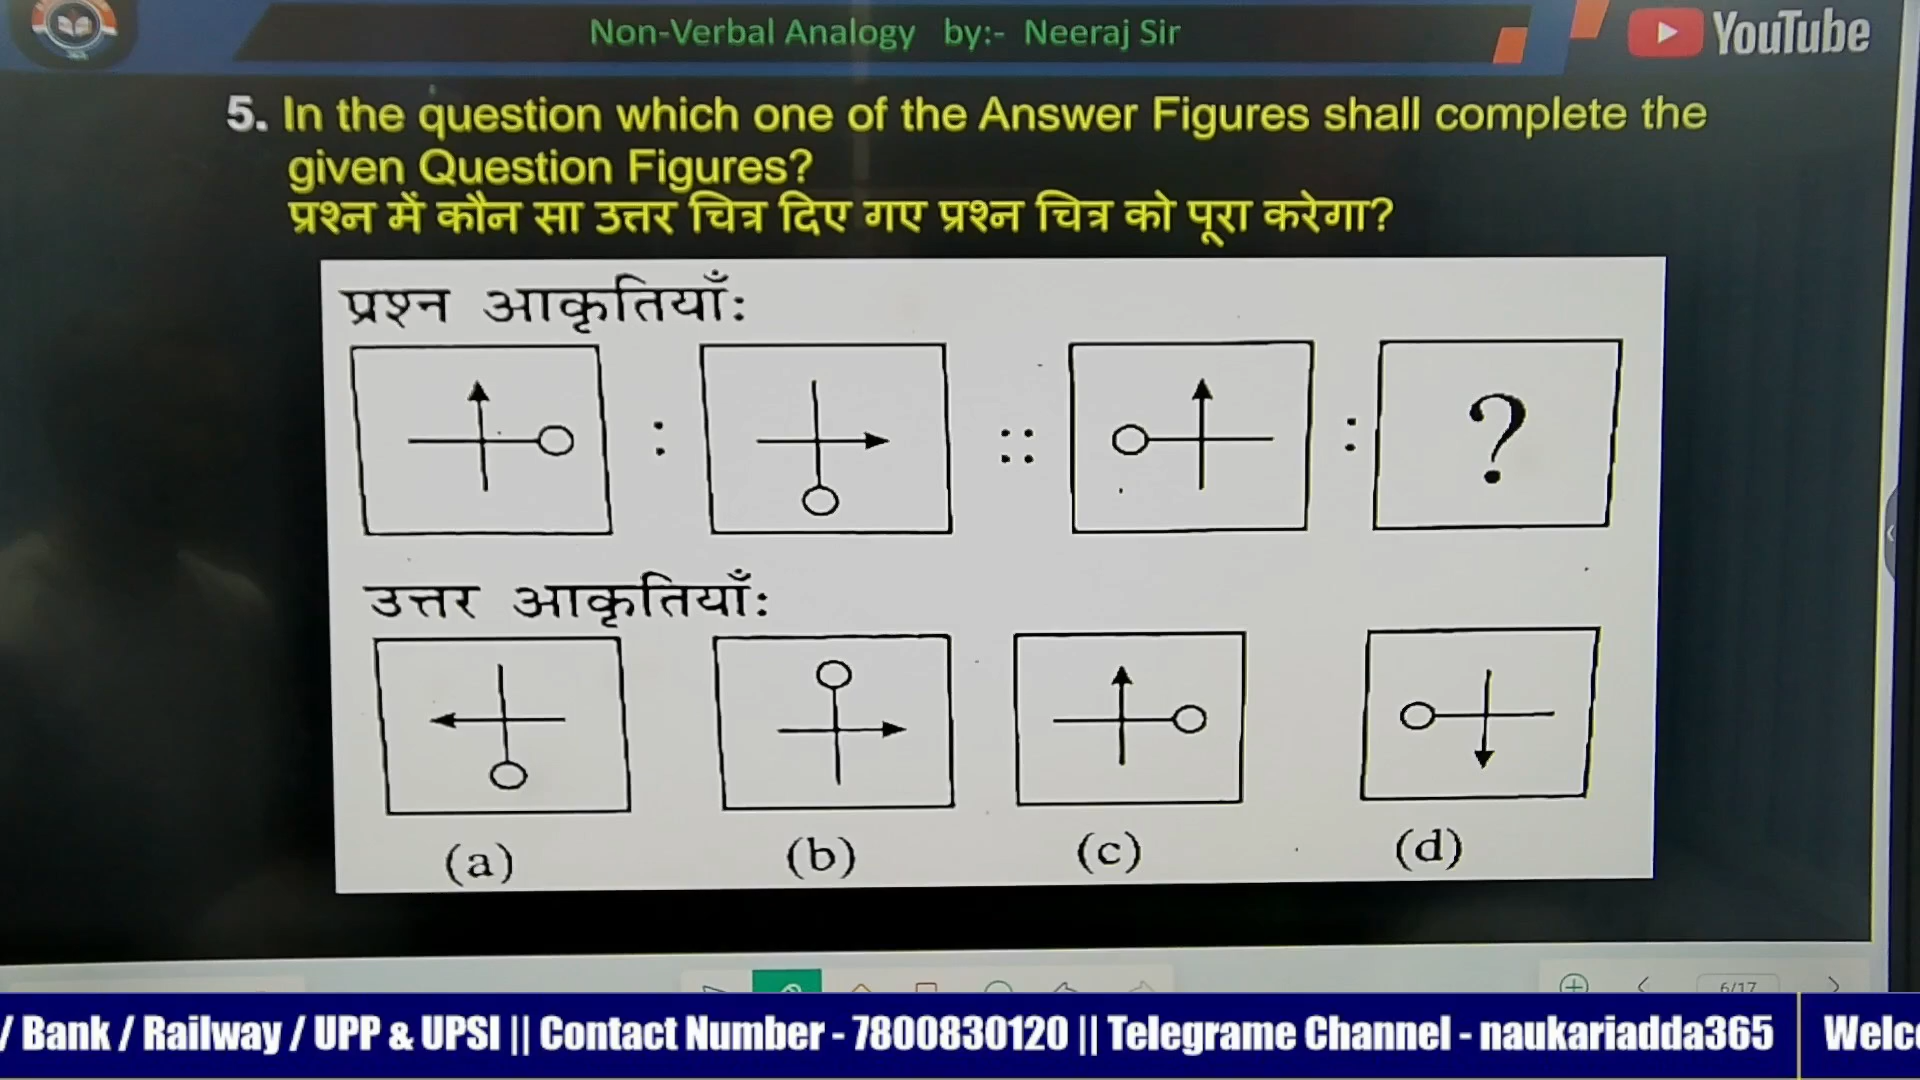 Non-Verbal Analogy by:- Neeraj Sir
YouTube
5. In the question which one of the Answer Figures shall complete the
given Question Figures?
प्रश्न में कौन सा उत्तर चित्र दिए गए प्रश्न चित्र को पूरा करेगा?
प्रश्न आकृतियाँ:
: :: : ?
उत्तर आकृतियाँ:
(a) (b) (c) (d)
6/17
/ Bank / Railway / UPP & UPSI || Contact Number - 7800830120 || Telegrame Channel - naukariadda365